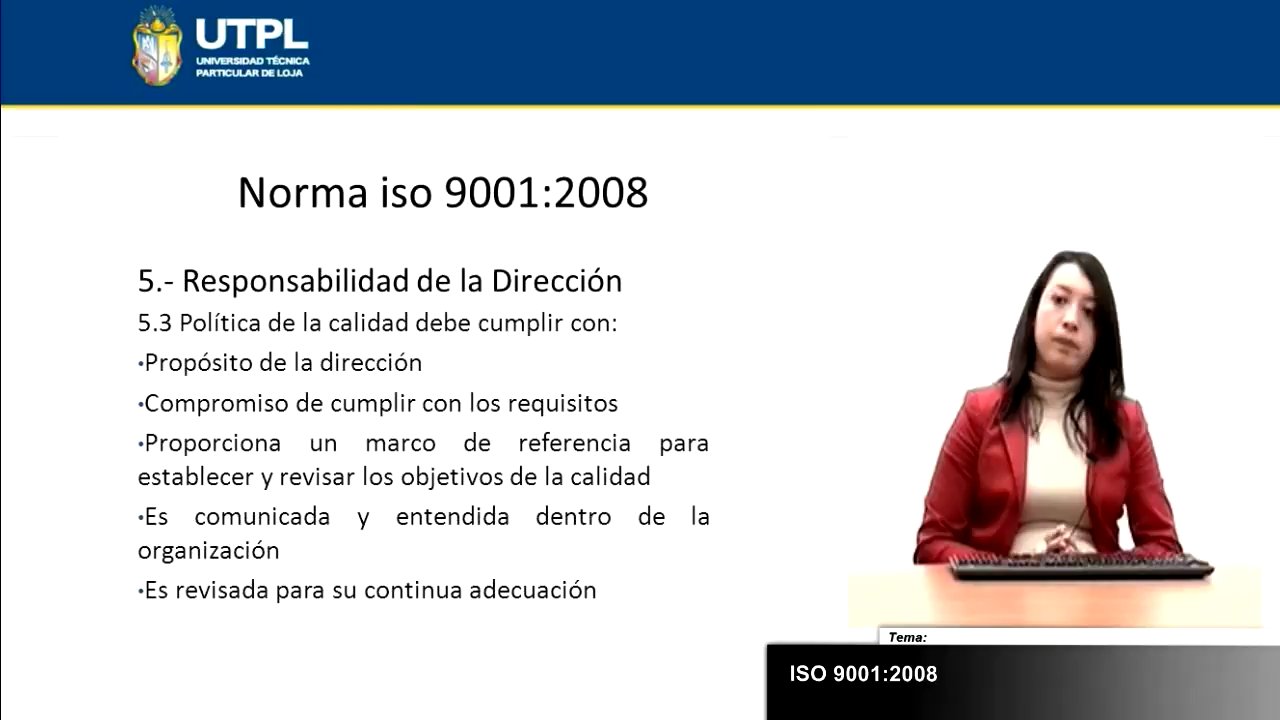 UTPL
UNIVERSIDAD TÉCNICA
PARTICULAR DE LOJA
Norma iso 9001:2008
5.- Responsabilidad de la Dirección
5.3 Política de la calidad debe cumplir con:
•Propósito de la dirección
•Compromiso de cumplir con los requisitos
•Proporciona un marco de referencia para
establecer y revisar los objetivos de la calidad
•Es comunicada y entendida dentro de la
organización
•Es revisada para su continua adecuación
Tema:
ISO 9001:2008